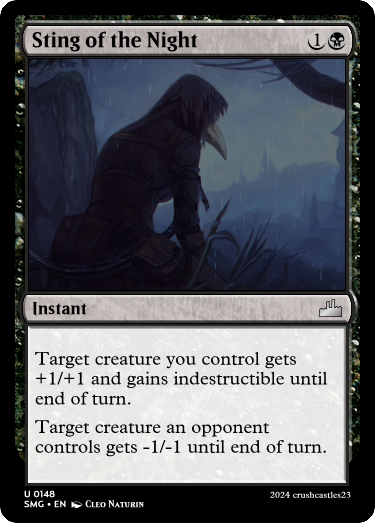 Sting of the Night 1
Instant
Target creature you control gets
+1/+1 and gains indestructible until
end of turn.
Target creature an opponent
controls gets -1/-1 until end of turn.
U 0148
SMG • EN Cleo Naturin
2024 crushcastles23